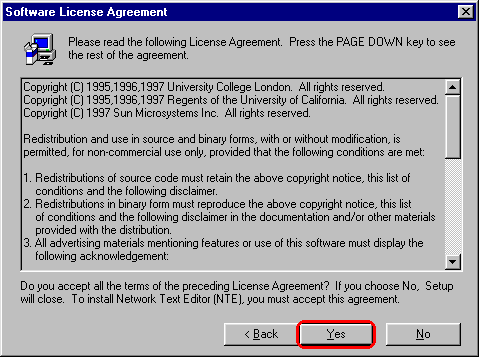 Software License Agreement
Please read the following License Agreement. Press the PAGE DOWN key to see
the rest of the agreement.
Copyright (C) 1995,1996,1997 University College London. All rights reserved.
Copyright (C) 1995,1996,1997 Regents of the University of California. All rights reserved.
Copyright (C) 1997 Sun Microsystems Inc. All rights reserved.
Redistribution and use in source and binary forms, with or without modification, is
permitted, for non-commercial use only, provided that the following conditions are met:
1. Redistributions of source code must retain the above copyright notice, this list of
conditions and the following disclaimer.
2. Redistributions in binary form must reproduce the above copyright notice, this list
of conditions and the following disclaimer in the documentation and/or other materials
provided with the distribution.
3. All advertising materials mentioning features or use of this software must display the
following acknowledgement:
Do you accept all the terms of the preceding License Agreement? If you choose No, Setup
will close. To install Network Text Editor (NTE), you must accept this agreement.
< Back Yes No